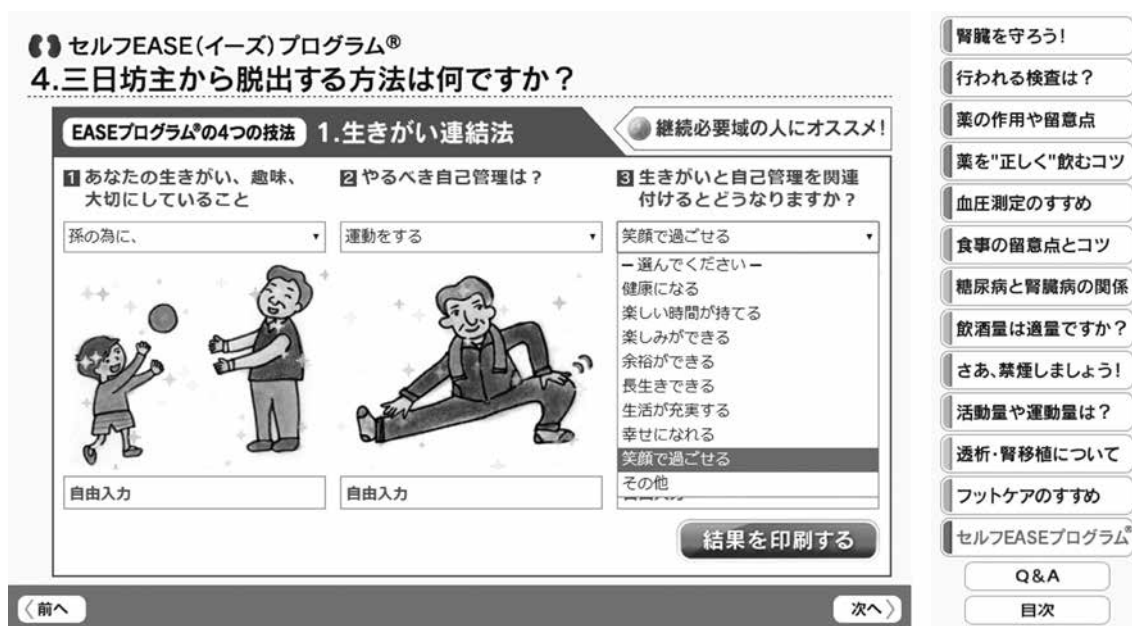 セルフEASE(イーズ)プログラム®
4.三日坊主から脱出する方法は何ですか？
EASEプログラム®の4つの技法
1.生きがい連結法
継続必要域の人にオススメ!
1 あなたの生きがい、趣味、
大切にしていること
孫の為に、
自由入力
2 やるべき自己管理は？
運動をする
自由入力
3 生きがいと自己管理を関連
付けるとどうなりますか？
笑顔で過ごせる
－選んでください－
健康になる
楽しい時間が持てる
楽しみができる
余裕ができる
長生きできる
生活が充実する
幸せになれる
笑顔で過ごせる
その他
結果を印刷する
前へ
次へ
腎臓を守ろう!
行われる検査は？
薬の作用や留意点
薬を"正しく"飲むコツ
血圧測定のすすめ
食事の留意点とコツ
糖尿病と腎臓病の関係
飲酒量は適量ですか？
さあ、禁煙しましょう!
活動量や運動量は？
透析・腎移植について
フットケアのすすめ
セルフEASEプログラム®
Q&A
目次